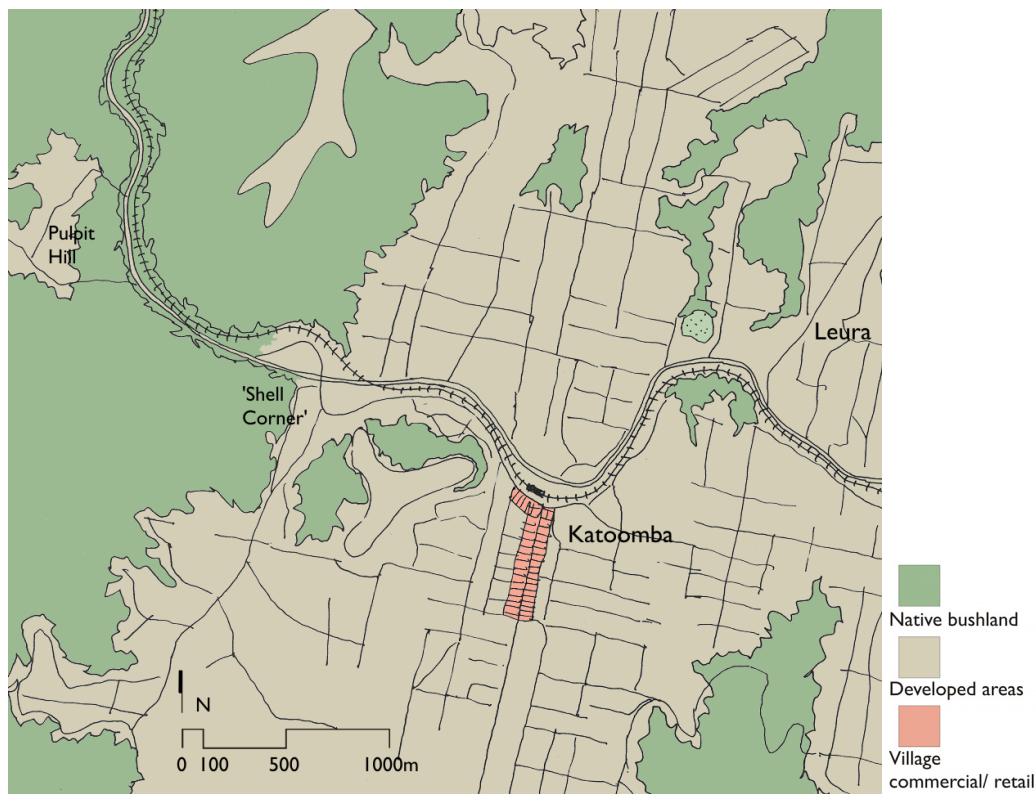 Pulpit
Hill
Leura
'Shell
Corner'
Katoomba
Native bushland
Developed areas
N
0 100 500 1000m
Village
commercial/ retail